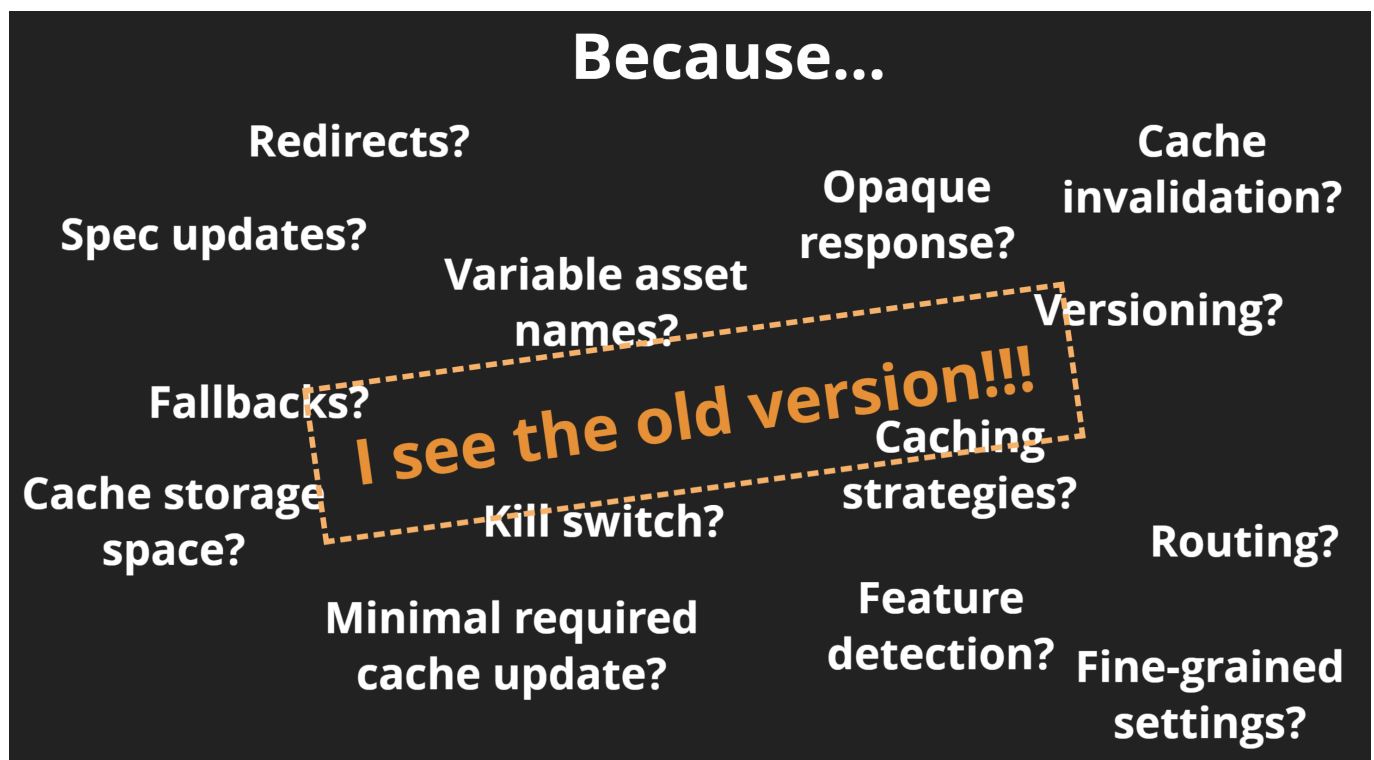 Because...
Redirects?
Cache
invalidation?
Opaque
response?
Spec updates?
Variable asset
names?
Versioning?
I see the old version!!!
Fallbacks?
Caching
strategies?
Cache storage
space?
Kill switch?
Routing?
Feature
detection?
Minimal required
cache update?
Fine-grained
settings?